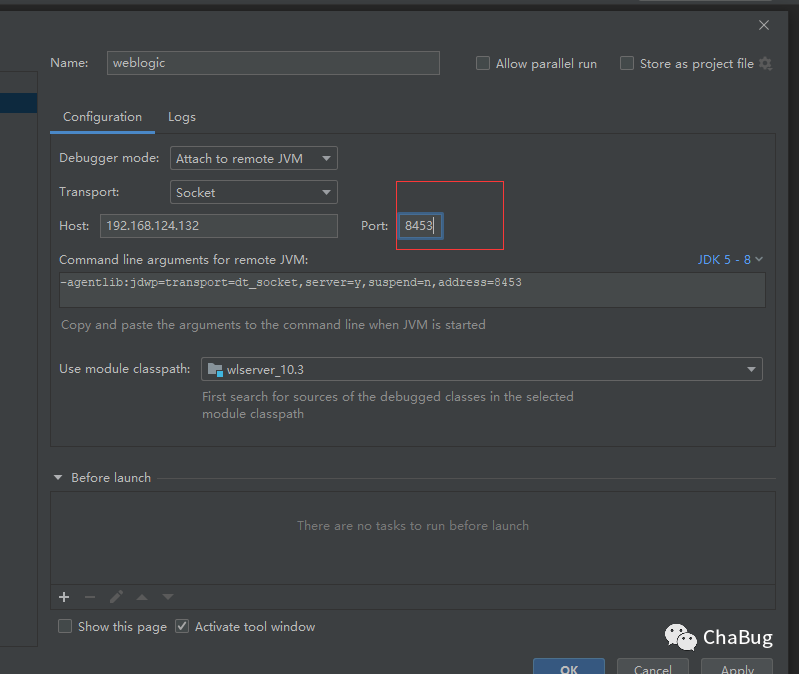 Name: weblogic Allow parallel run Store as project file
Configuration Logs
Debugger mode: Attach to remote JVM
Transport: Socket
Host: 192.168.124.132 Port: 8453
Command line arguments for remote JVM: JDK 5 - 8
-agentlib:jdwp=transport=dt_socket,server=y,suspend=n,address=8453
Copy and paste the arguments to the command line when JVM is started
Use module classpath: wlserver_10.3
First search for sources of the debugged classes in the selected
module classpath
Before launch
There are no tasks to run before launch
Show this page Activate tool window
ChaBug
OK Cancel Apply